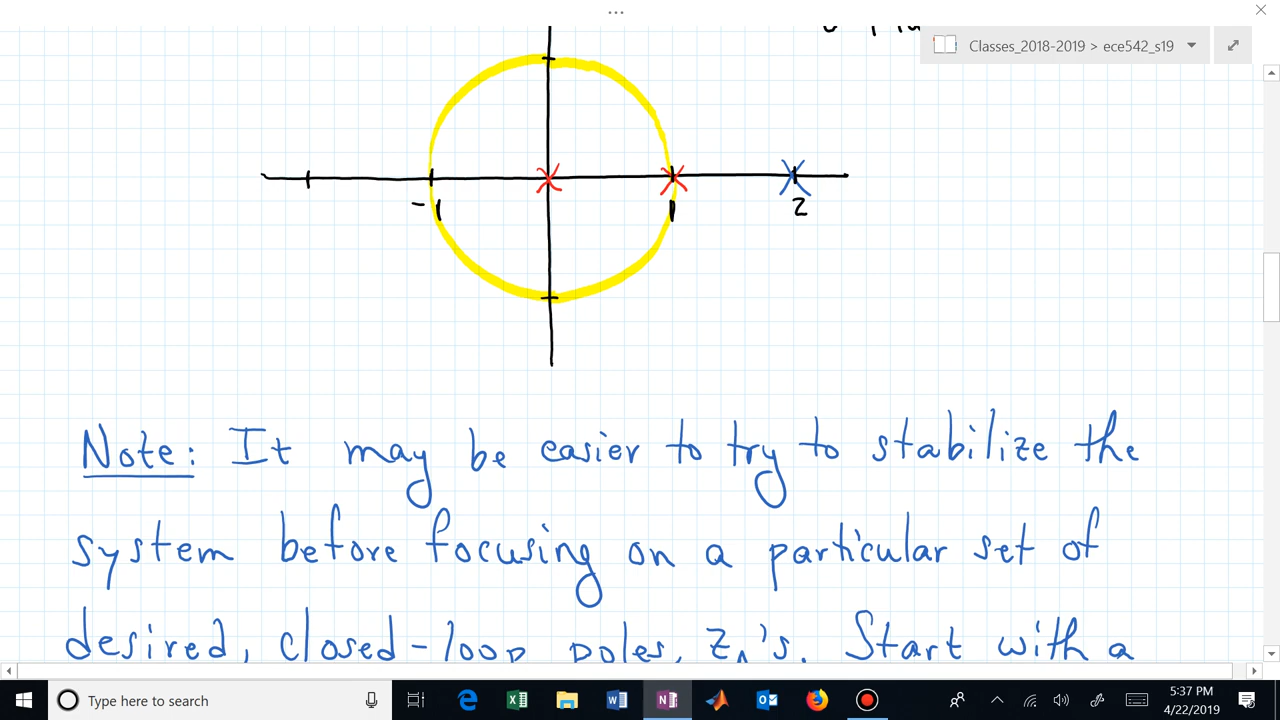 Classes_2018-2019 > ece542_s19
-1
1
2
Note: It may be easier to try to stabilize the
system before focusing on a particular set of
desired, closed-loop poles, z's. Start with a
Type here to search
5:37 PM
4/22/2019